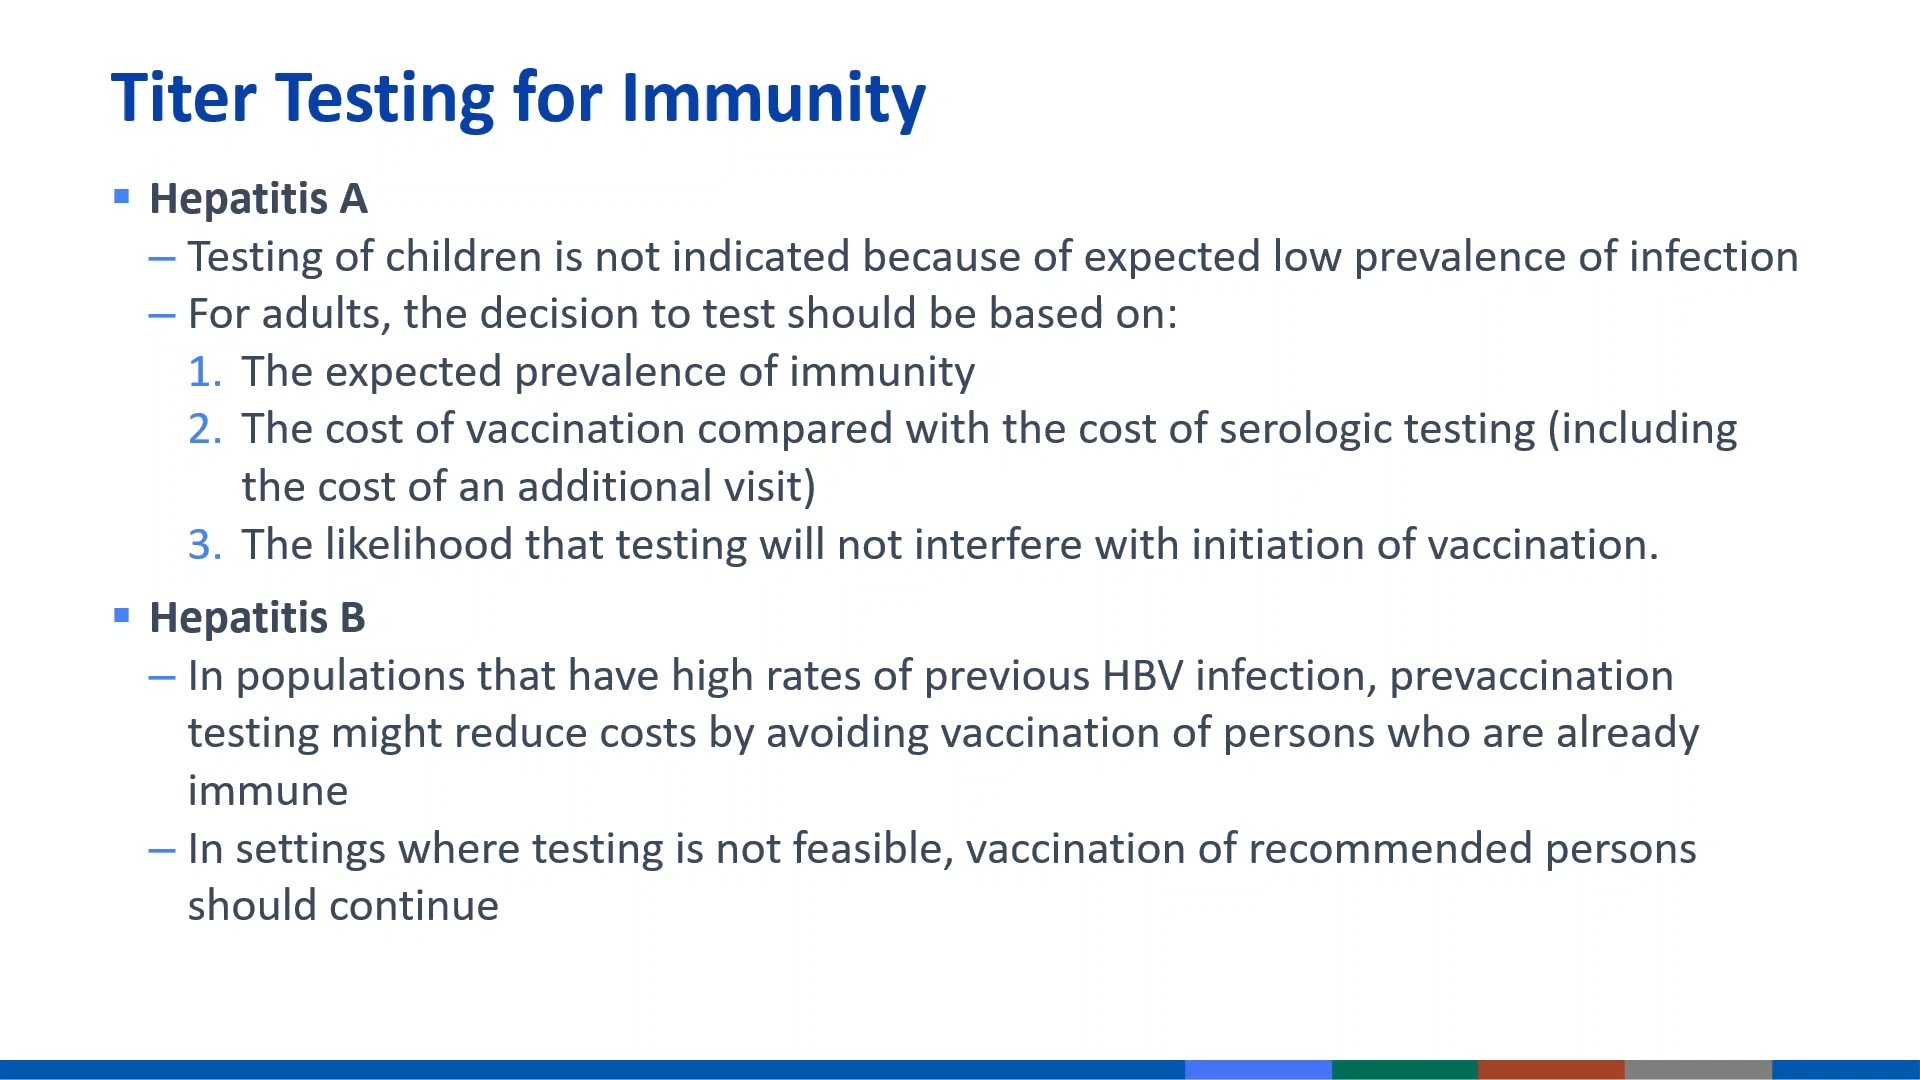 Titer Testing for Immunity
▪ Hepatitis A
– Testing of children is not indicated because of expected low prevalence of infection
– For adults, the decision to test should be based on:
1. The expected prevalence of immunity
2. The cost of vaccination compared with the cost of serologic testing (including
the cost of an additional visit)
3. The likelihood that testing will not interfere with initiation of vaccination.
▪ Hepatitis B
– In populations that have high rates of previous HBV infection, prevaccination
testing might reduce costs by avoiding vaccination of persons who are already
immune
– In settings where testing is not feasible, vaccination of recommended persons
should continue